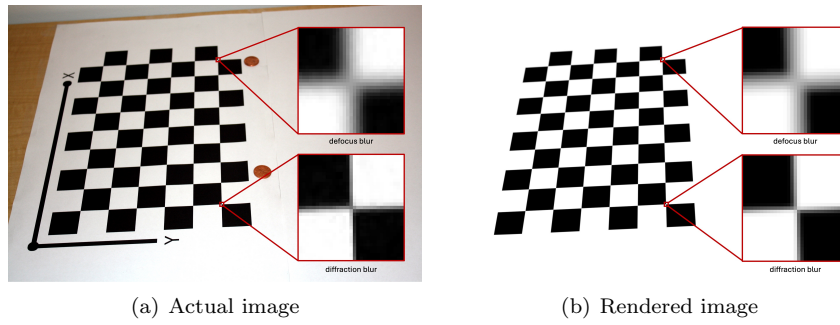 X
Y
defocus blur
diffraction blur
(a) Actual image
defocus blur
diffraction blur
(b) Rendered image